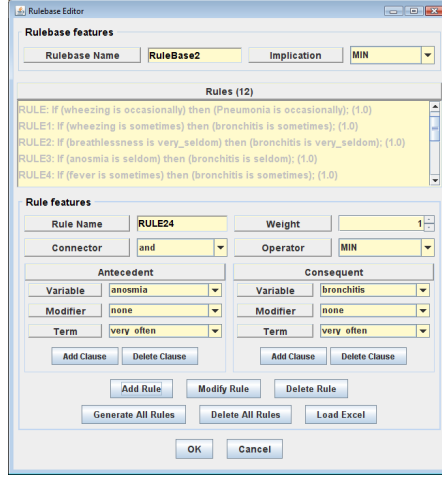 Rulebase Editor
Rulebase features
Rulebase Name RuleBase2 Implication MIN
Rules (12)
RULE: If (wheezing is occasionally) then (Pneumonia is occasionally); (1.0)
RULE1: If (wheezing is sometimes) then (bronchitis is sometimes); (1.0)
RULE2: If (breathlessness is very_seldom) then (bronchitis is very_seldom); (1.0)
RULE3: If (anosmia is seldom) then (bronchitis is seldom); (1.0)
RULE4: If (fever is sometimes) then (bronchitis is sometimes); (1.0)
Rule features
Rule Name RULE24 Weight 1
Connector and Operator MIN
Antecedent Consequent
Variable anosmia Variable bronchitis
Modifier none Modifier none
Term very_often Term very_often
Add Clause Delete Clause Add Clause Delete Clause
Add Rule Modify Rule Delete Rule
Generate All Rules Delete All Rules Load Excel
OK Cancel